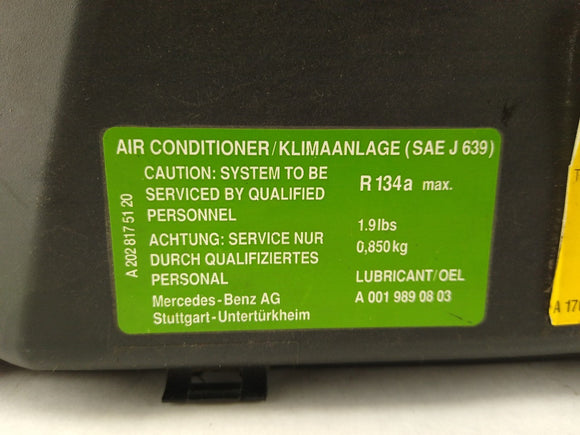 AIR CONDITIONER/KLIMAANLAGE (SAE J 639)
CAUTION: SYSTEM TO BE
SERVICED BY QUALIFIED
PERSONNEL
ACHTUNG: SERVICE NUR
DURCH QUALIFIZIERTES
PERSONAL
Mercedes-Benz AG
Stuttgart-Untertürkheim
R 134a max.
1.9lbs
0,850kg
LUBRICANT/OEL
A 001 989 08 03
A 202 817 51 20